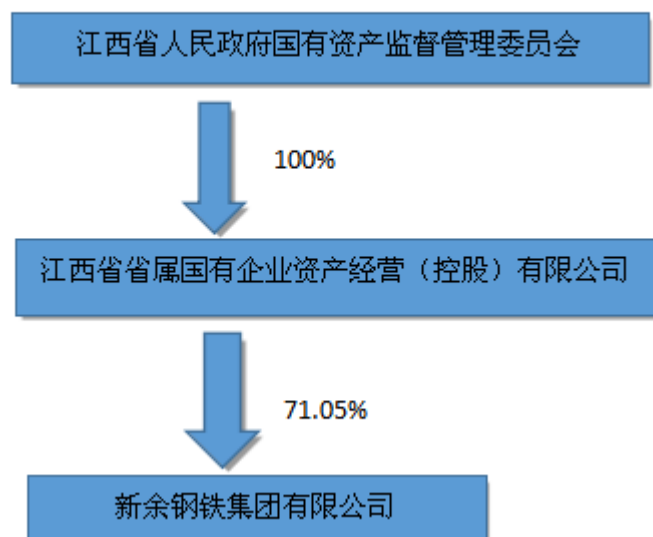 江西省人民政府国有资产监督管理委员会
100%
江西省省属国有企业资产经营（控股）有限公司
71.05%
新余钢铁集团有限公司